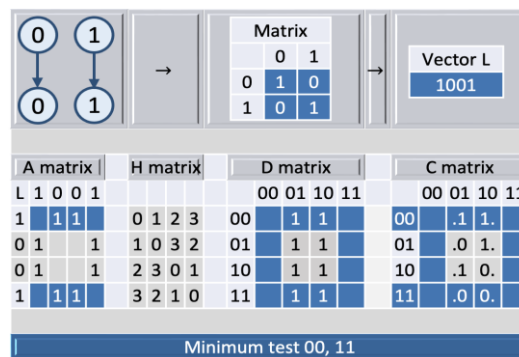 0 1
0 1
→
Matrix
0 1
0 1 0
1 0 1
→
Vector L
1001
A matrix
L 1 0 0 1
1 1 1
0 1 1
0 1 1
1 1 1
H matrix
0 1 2 3
1 0 3 2
2 3 0 1
3 2 1 0
D matrix
00 01 10 11
00 1 1
01 1 1
10 1 1
11 1 1
C matrix
00 01 10 11
00 .1 1.
01 .0 1.
10 .1 0.
11 .0 0.
Minimum test 00, 11